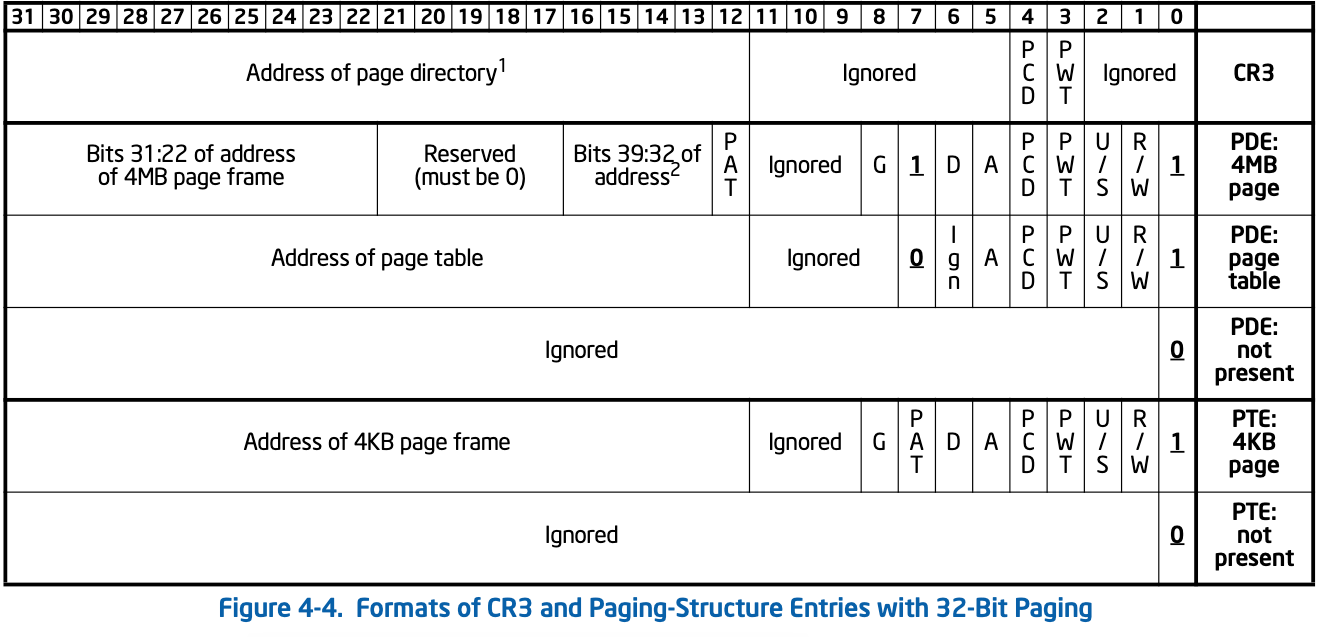 31 30 29 28 27 26 25 24 23 22 21 20 19 18 17 16 15 14 13 12 11 10 9 8 7 6 5 4 3 2 1 0
Address of page directory1 Ignored PCD PWT Ignored CR3
Bits 31:22 of address
of 4MB page frame
Reserved
(must be 0)
Bits 39:32 of
address2
PAT Ignored G 1 D A PCD PWT U/S R/W 1
PDE:
4MB
page
Address of page table Ignored 0 Ign A PCD PWT U/S R/W 1
PDE:
page
table
Ignored 0
PDE:
not
present
Address of 4KB page frame Ignored G PAT D A PCD PWT U/S R/W 1
PTE:
4KB
page
Ignored 0
PTE:
not
present
Figure 4-4. Formats of CR3 and Paging-Structure Entries with 32-Bit Paging